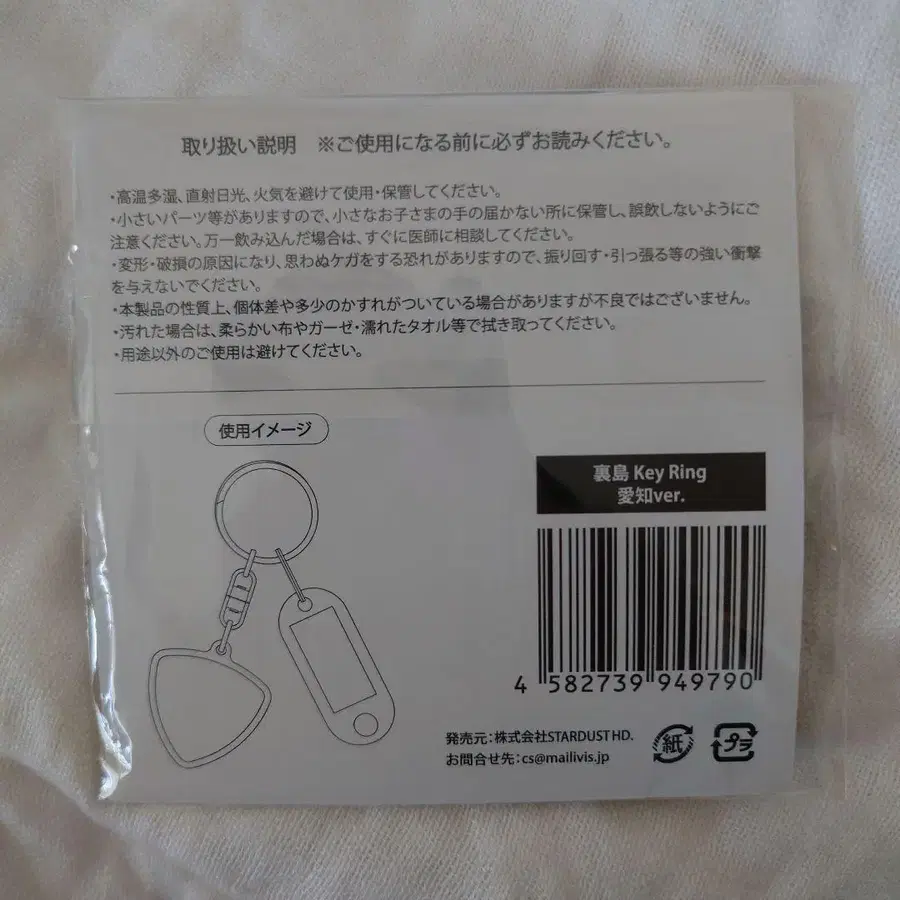 取り扱い説明 ※ご使用になる前に必ずお読みください。
・高温多湿、直射日光、火気を避けて使用・保管してください。
・小さいパーツ等がありますので、小さなお子さまの手の届かない所に保管し、誤飲しないようにご
注意ください。万一飲み込んだ場合は、すぐに医師に相談してください。
・変形・破損の原因になり、思わぬケガをする恐れがありますので、振り回す・引っ張る等の強い衝撃
を与えないでください。
・本製品の性質上、個体差や多少のかすれがついている場合がありますが不良ではございません。
・汚れた場合は、柔らかい布やガーゼ・濡れたタオル等で拭き取ってください。
・用途以外のご使用は避けてください。
使用イメージ
裏島 Key Ring
愛知ver.
4 582739 949790
発売元：株式会社STARDUST HD.
お問合せ先：cs@mailivis.jp
紙
プラ